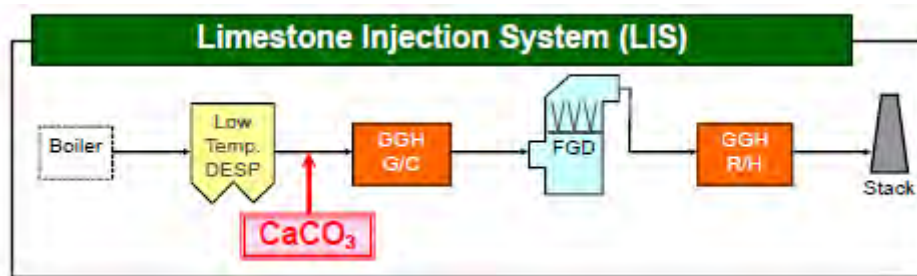 Limestone Injection System (LIS)
Boiler
Low
Temp.
DESP
GGH
G/C
FGD
GGH
R/H
Stack
CaCO₃